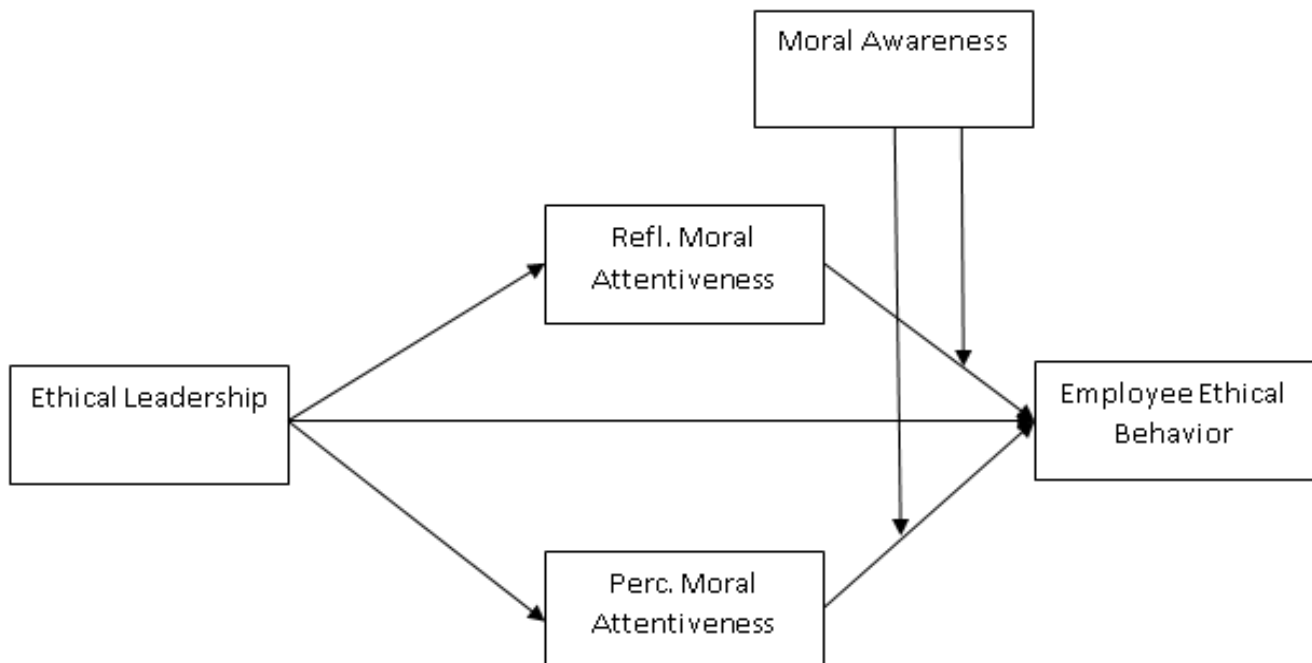 Moral Awareness
Refl. Moral
Attentiveness
Ethical Leadership
Employee Ethical
Behavior
Perc. Moral
Attentiveness